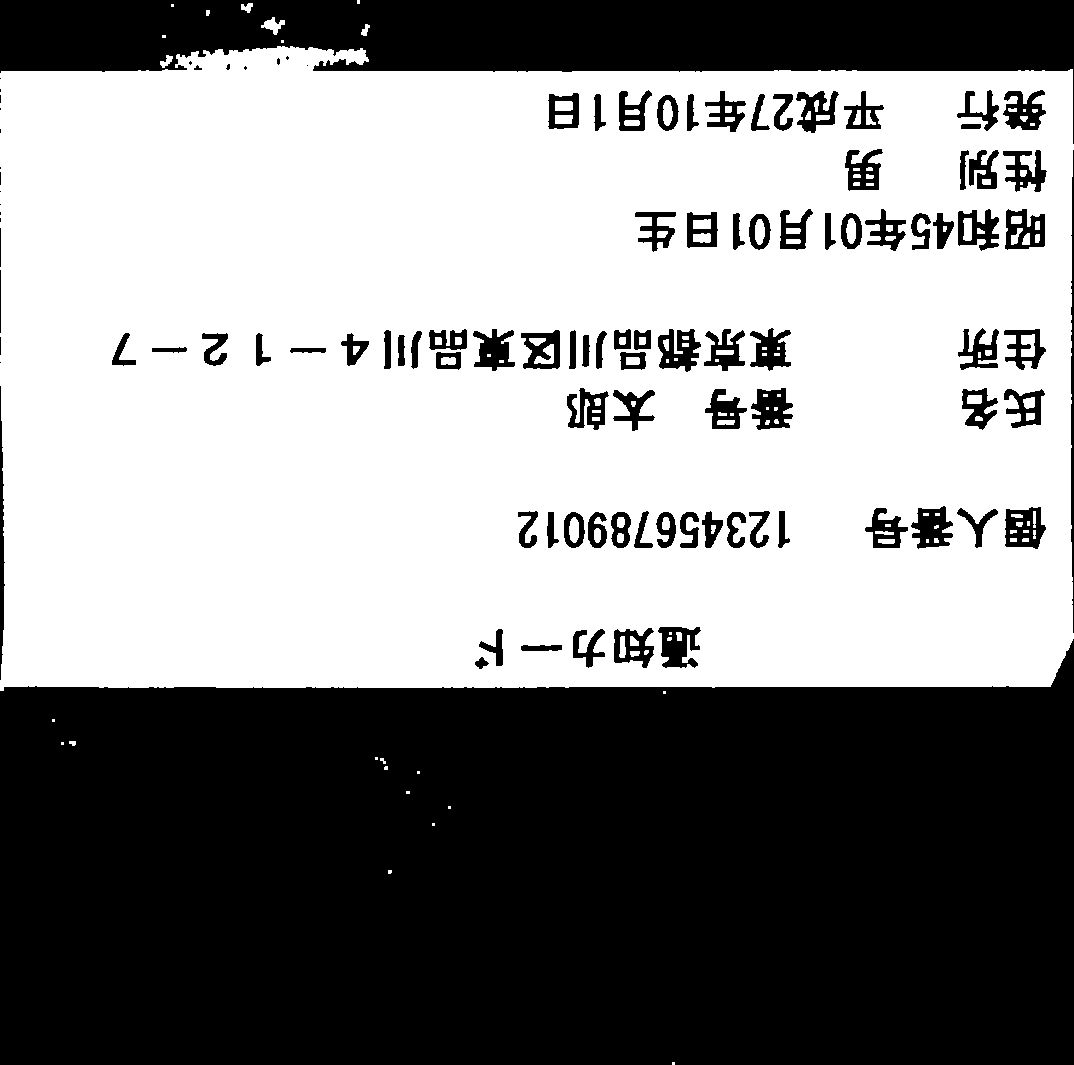 通知カード
個人番号 123456789012
氏名 番号 太郎
住所 東京都品川区東品川4-12-7
昭和45年01月01日生
性別 男
発行 平成27年10月1日